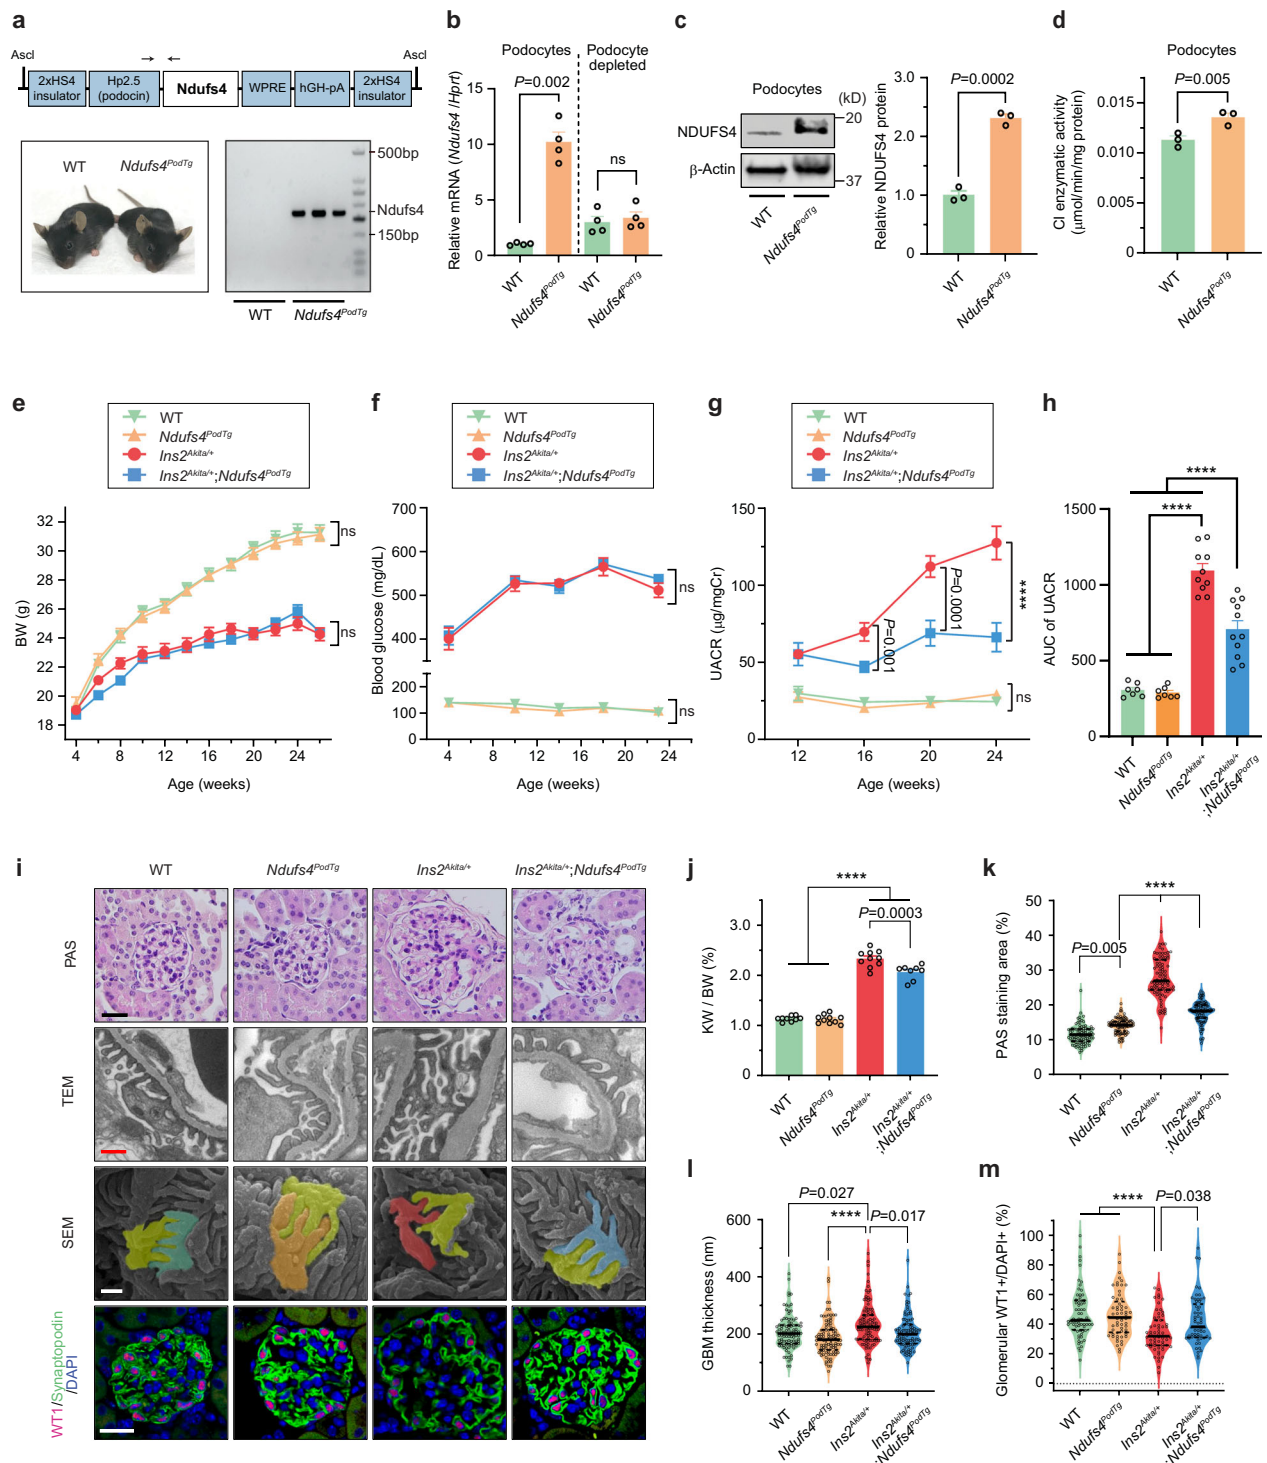 a
AscI
AscI
2xHS4
insulator
Hp2.5
(podocin)
Ndufs4
WPRE
hGH-pA
2xHS4
insulator
WT
Ndufs4PodTg
500bp
Ndufs4
150bp
WT
Ndufs4PodTg
b
Podocytes
Podocyte
depleted
P=0.002
ns
Relative mRNA (Ndufs4 /Hprt)
15
10
5
0
WT
Ndufs4PodTg
WT
Ndufs4PodTg
c
Podocytes
(kD)
NDUFS4
20
β-Actin
37
WT
Ndufs4PodTg
Relative NDUFS4 protein
3.0
2.0
1.0
0
P=0.0002
WT
Ndufs4PodTg
d
Podocytes
P=0.005
CI enzymatic activity
(μmol/min/mg protein)
0.015
0.010
0.005
0
WT
Ndufs4PodTg
e
WT
Ndufs4PodTg
Ins2Akita/+
Ins2Akita/+;Ndufs4PodTg
BW (g)
32
30
28
26
24
22
20
18
ns
ns
4 8 12 16 20 24
Age (weeks)
f
WT
Ndufs4PodTg
Ins2Akita/+
Ins2Akita/+;Ndufs4PodTg
Blood glucose (mg/dL)
700
600
500
400
200
100
0
ns
ns
4 8 12 16 20 24
Age (weeks)
g
WT
Ndufs4PodTg
Ins2Akita/+
Ins2Akita/+;Ndufs4PodTg
UACR (μg/mgCr)
150
100
50
0
P=0.001
P=0.0001
****
ns
12 16 20 24
Age (weeks)
h
AUC of UACR
1500
1000
500
0
****
****
WT
Ndufs4PodTg
Ins2Akita/+
Ins2Akita/+
;Ndufs4PodTg
i
WT
Ndufs4PodTg
Ins2Akita/+
Ins2Akita/+;Ndufs4PodTg
PAS
TEM
SEM
WT1/Synaptopodin
/DAPI
j
KW / BW (%)
3.0
2.0
1.0
0
****
P=0.0003
WT
Ndufs4PodTg
Ins2Akita/+
Ins2Akita/+
;Ndufs4PodTg
k
PAS staining area (%)
50
40
30
20
10
0
P=0.005
****
WT
Ndufs4PodTg
Ins2Akita/+
Ins2Akita/+
;Ndufs4PodTg
l
GBM thickness (nm)
600
400
200
0
P=0.027
****
P=0.017
WT
Ndufs4PodTg
Ins2Akita/+
Ins2Akita/+
;Ndufs4PodTg
m
Glomerular WT1+/DAPI+ (%)
100
80
60
40
20
0
****
P=0.038
WT
Ndufs4PodTg
Ins2Akita/+
Ins2Akita/+
;Ndufs4PodTg